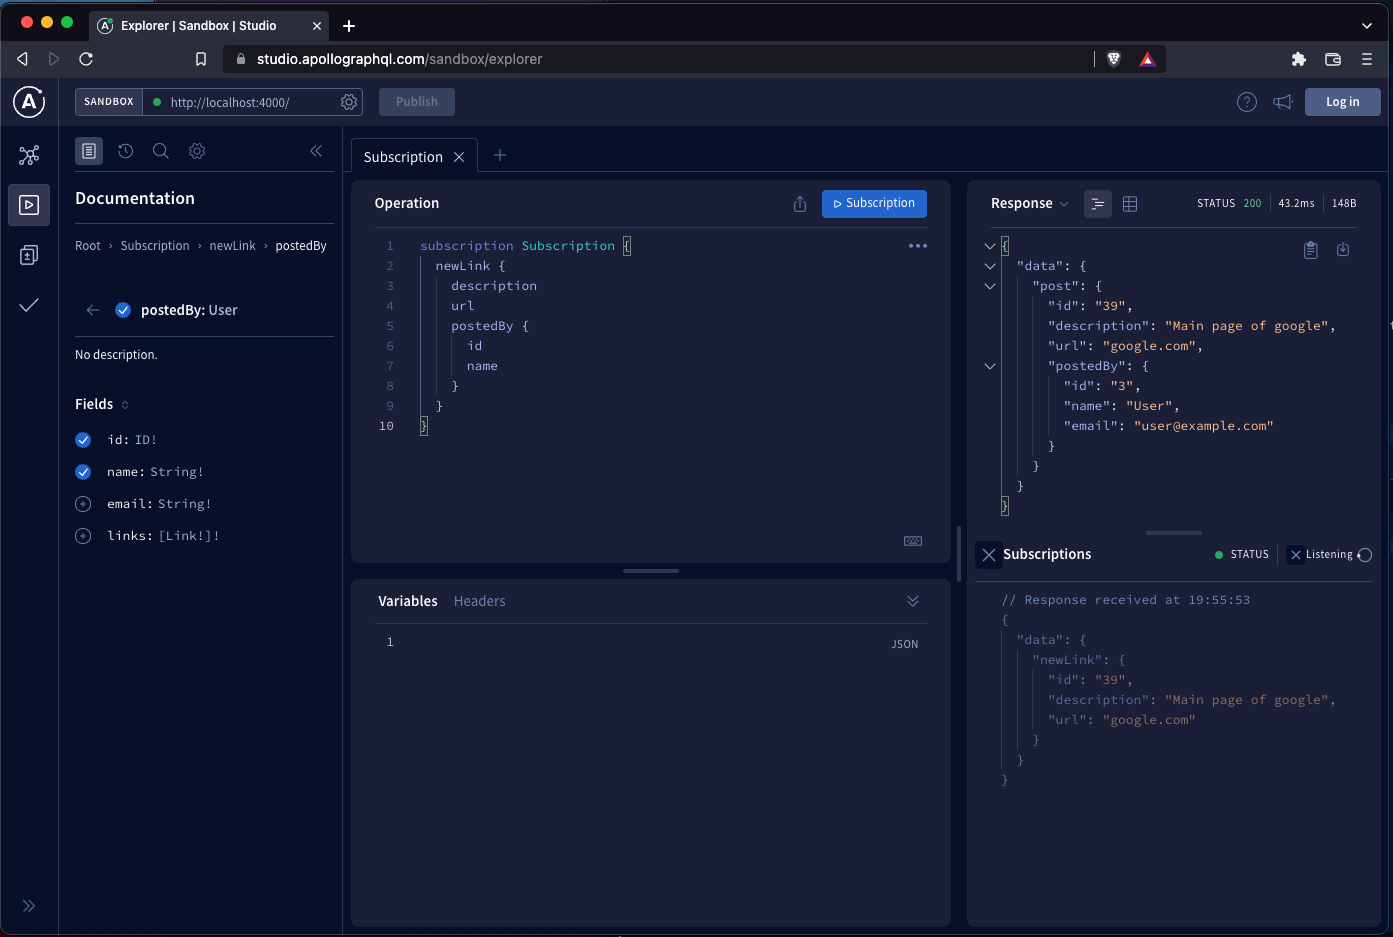 Explorer | Sandbox | Studio
studio.apollographql.com/sandbox/explorer
SANDBOX
http://localhost:4000/
Publish
Log in
Documentation
Root › Subscription › newLink › postedBy
postedBy: User
No description.
Fields
id: ID!
name: String!
email: String!
links: [Link!]!
Subscription
Operation
Subscription
1 subscription Subscription {
2 newLink {
3 description
4 url
5 postedBy {
6 id
7 name
8 }
9 }
10 }
Variables Headers
1
JSON
Response
STATUS 200 43.2ms 148B
{
"data": {
"post": {
"id": "39",
"description": "Main page of google",
"url": "google.com",
"postedBy": {
"id": "3",
"name": "User",
"email": "user@example.com"
}
}
}
}
Subscriptions
STATUS
Listening
// Response received at 19:55:53
{
"data": {
"newLink": {
"id": "39",
"description": "Main page of google",
"url": "google.com"
}
}
}